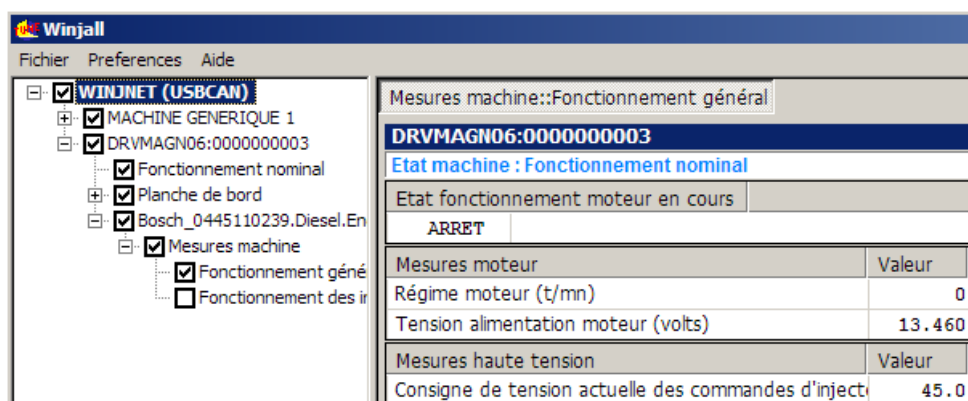 Winjall
Fichier Preferences Aide
WINJNET (USBCAN)
MACHINE GENERIQUE 1
DRVMAGN06:0000000003
Fonctionnement nominal
Planche de bord
Bosch_0445110239.Diesel.En
Mesures machine
Fonctionnement géné
Fonctionnement des i
Mesures machine::Fonctionnement général
DRVMAGN06:0000000003
Etat machine : Fonctionnement nominal
Etat fonctionnement moteur en cours
ARRET
Mesures moteur Valeur
Régime moteur (t/mn) 0
Tension alimentation moteur (volts) 13.460
Mesures haute tension Valeur
Consigne de tension actuelle des commandes d'inject 45.0